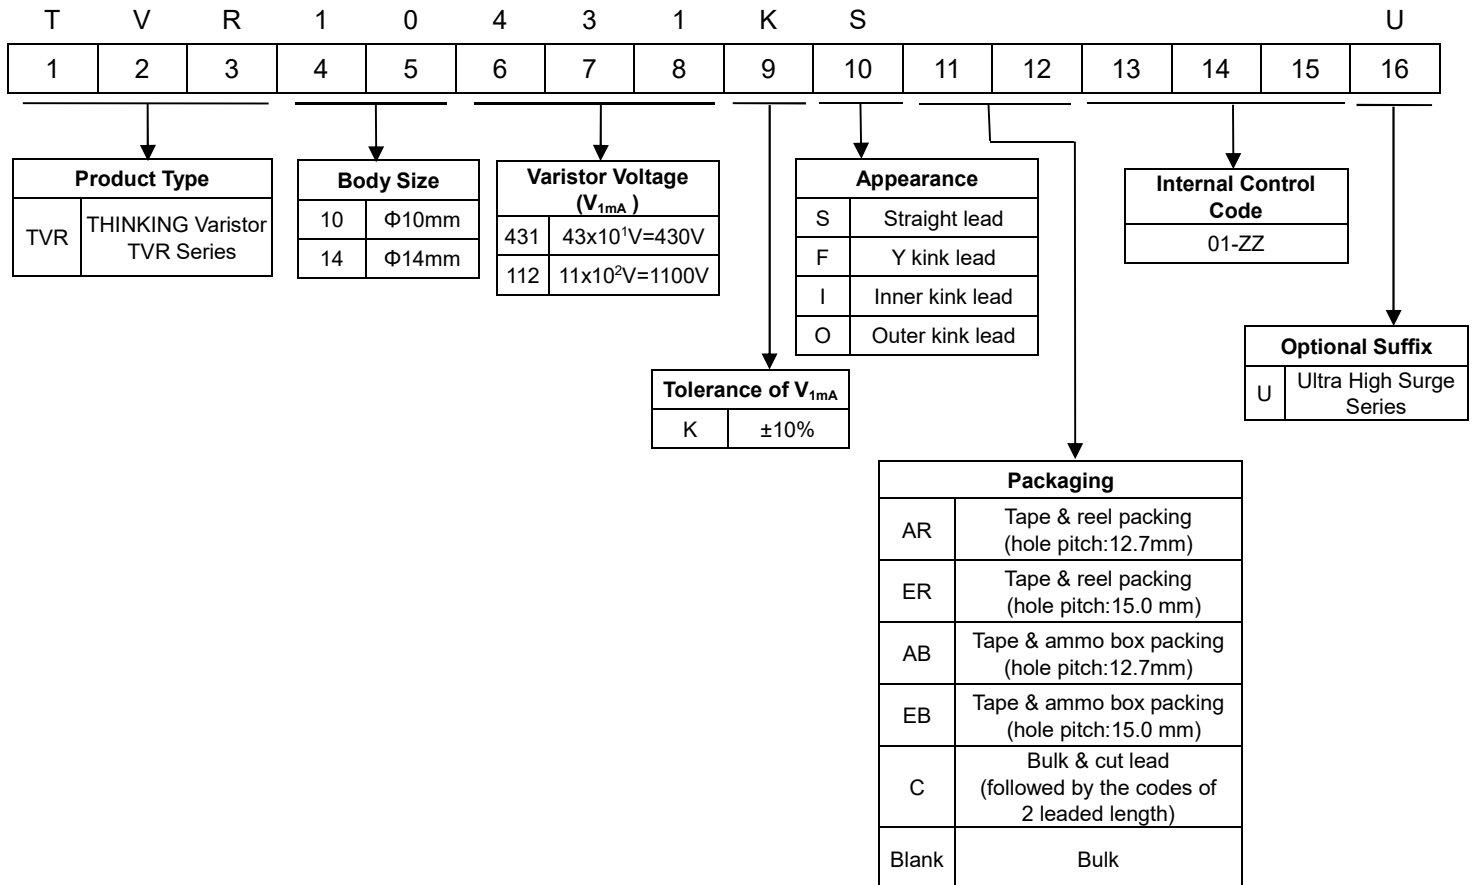 T V R 1 0 4 3 1 K S U
1 2 3 4 5 6 7 8 9 10 11 12 13 14 15 16
Product Type
TVR THINKING Varistor
TVR Series
Body Size
10 Φ10mm
14 Φ14mm
Varistor Voltage
(V1mA )
431 43x10¹V=430V
112 11x10²V=1100V
Appearance
S Straight lead
F Y kink lead
I Inner kink lead
O Outer kink lead
Internal Control
Code
01-ZZ
Optional Suffix
U Ultra High Surge
Series
Tolerance of V1mA
K ±10%
Packaging
AR Tape & reel packing
(hole pitch:12.7mm)
ER Tape & reel packing
(hole pitch:15.0 mm)
AB Tape & ammo box packing
(hole pitch:12.7mm)
EB Tape & ammo box packing
(hole pitch:15.0 mm)
C Bulk & cut lead
(followed by the codes of
2 leaded length)
Blank Bulk